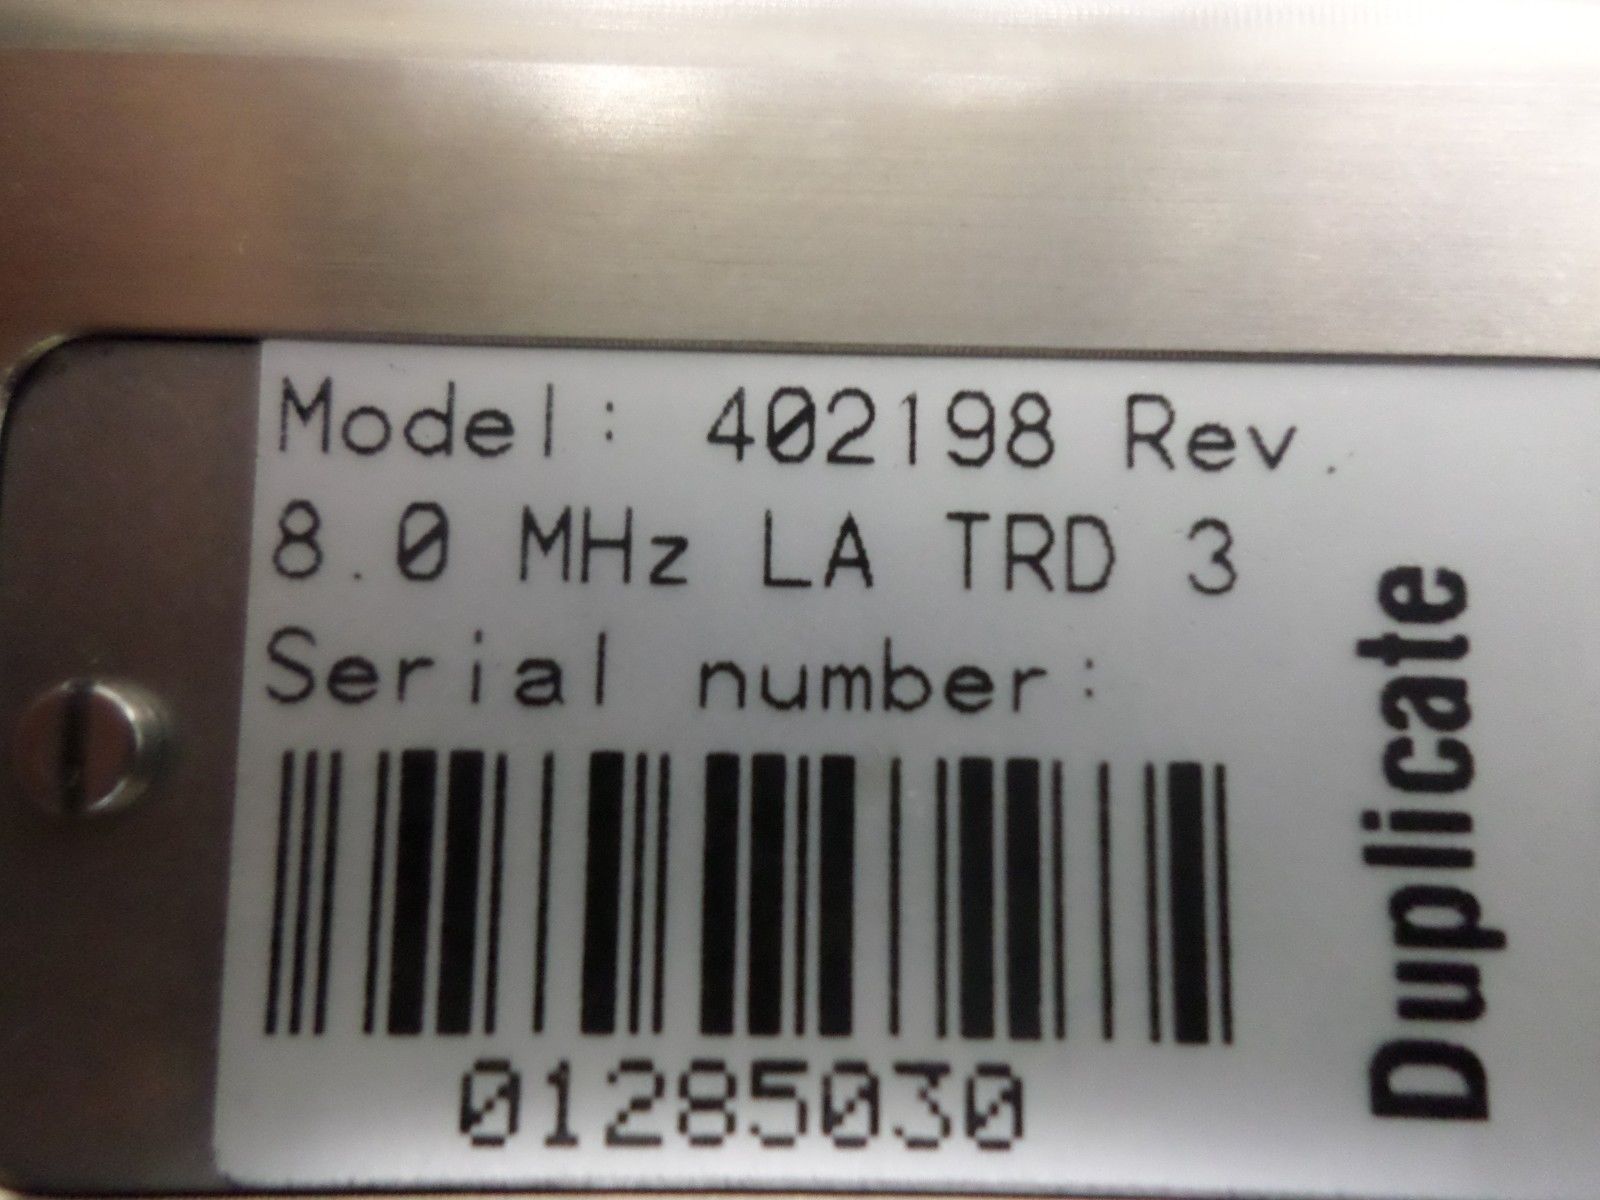 Model: 402198 Rev.
8.0 MHz LA TRD 3
Serial number:
01285030
Duplicate